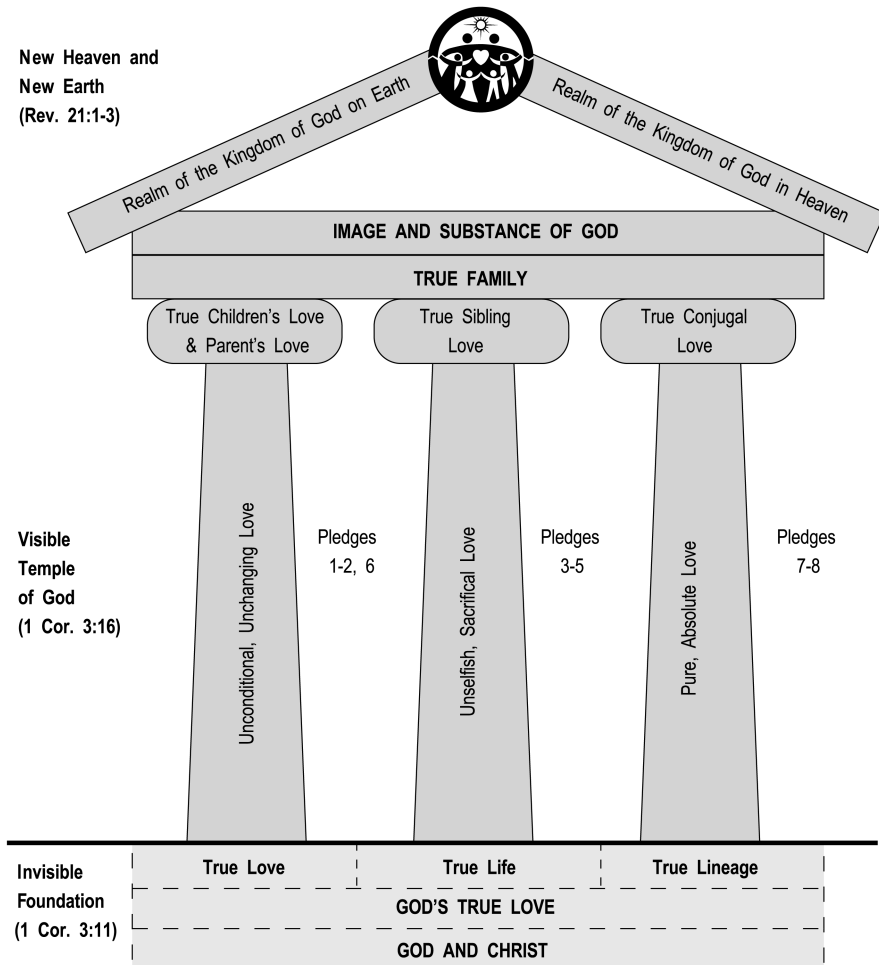 New Heaven and
New Earth
(Rev. 21:1-3)
Realm of the Kingdom of God on Earth
Realm of the Kingdom of God in Heaven
IMAGE AND SUBSTANCE OF GOD
TRUE FAMILY
True Children's Love
& Parent's Love
True Sibling
Love
True Conjugal
Love
Visible
Temple
of God
(1 Cor. 3:16)
Unconditional, Unchanging Love
Pledges
1-2, 6
Unselfish, Sacrifical Love
Pledges
3-5
Pure, Absolute Love
Pledges
7-8
Invisible
Foundation
(1 Cor. 3:11)
True Love
True Life
True Lineage
GOD'S TRUE LOVE
GOD AND CHRIST